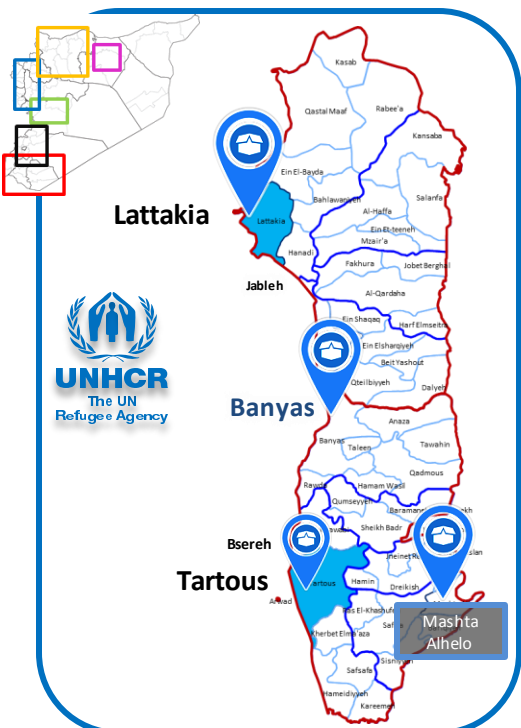 Kasab
Qastal Maaf
Rabee'a
Kansaba
Ein El-Bayda
Bahlawaniyeh
Salanfa
Al-Haffa
Lattakia
Lattakia
Ein Et-teeneh
Mzair'a
Hanadi
Pakhura
Jobet Berghal
Jableh
Al-Qardaha
Ein Shaqaq
Harf Elmseitra
Ein Elsharqiyeh
Beit Yashout
UNHCR
The UN
Refugee Agency
Qteilbiyyeh
Dalyeh
Banyas
Anaza
Banyas
Taleen
Tawahin
Qadmous
Rawda
Hamam Wasil
Qumseyyeh
Sheikh Badr
Bsereh
Tartous
Hamin
Dreikish
Arwad
Mashta
Alhelo
Safsafa
Hameidiyyeh
Kareemeh